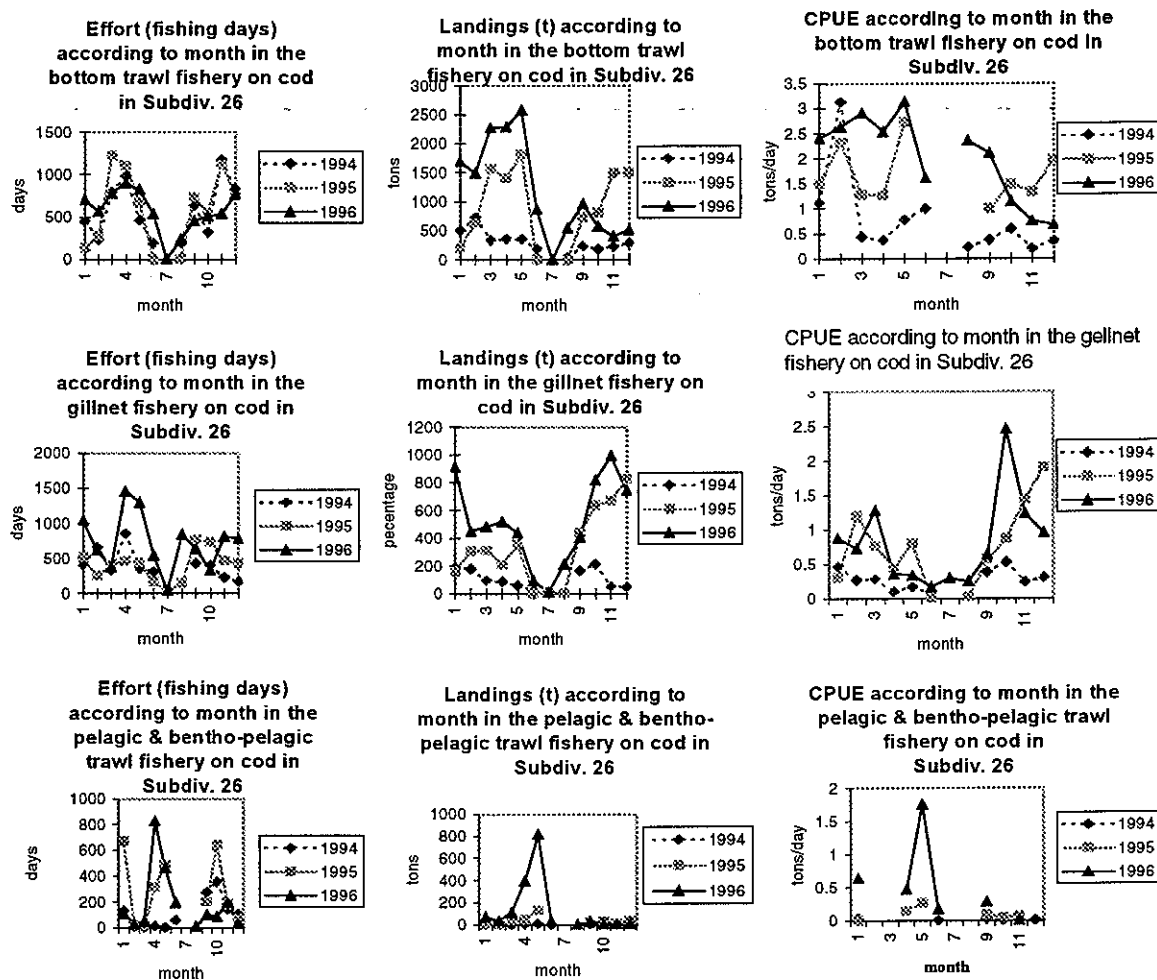 Effort (fishing days)
according to month in the
bottom trawl fishery on cod
in Subdiv. 26
1500
1000
500
0
days
1
4
7
10
month
1994
1995
1996
Landings (t) according to
month in the bottom trawl
fishery on cod in Subdiv. 26
3000
2500
2000
1500
1000
500
0
tons
1
3
5
7
9
11
month
1994
1995
1996
CPUE according to month in the
bottom trawl fishery on cod in
Subdiv. 26
3.5
3
2.5
2
1.5
1
0.5
0
tons/day
1
3
5
7
9
11
month
1994
1995
1996
Effort (fishing days)
according to month in the
gillnet fishery on cod in
Subdiv. 26
2000
1500
1000
500
0
days
1
4
7
10
month
1994
1995
1996
Landings (t) according to
month in the gillnet fishery on
cod in Subdiv. 26
1200
1000
800
600
400
200
0
pecentage
1
3
5
7
9
11
month
1994
1995
1996
CPUE according to month in the gellnet
fishery on cod in Subdiv. 26
3
2.5
2
1.5
1
0.5
0
tons/day
1
3
5
7
9
11
month
1994
1995
1996
Effort (fishing days)
according to month in the
pelagic & bentho-pelagic
trawl fishery on cod in
Subdiv. 26
1000
800
600
400
200
0
days
1
4
7
10
month
1994
1995
1996
Landings (t) according to
month in the pelagic & bentho-
pelagic trawl fishery on cod in
Subdiv. 26
1000
800
600
400
200
0
tons
1
4
7
10
month
1994
1995
1996
CPUE according to month in the
pelagic & bentho-pelagic trawl
fishery on cod in
Subdiv. 26
2
1.5
1
0.5
0
tons/day
1
3
5
7
9
11
month
1994
1995
1996